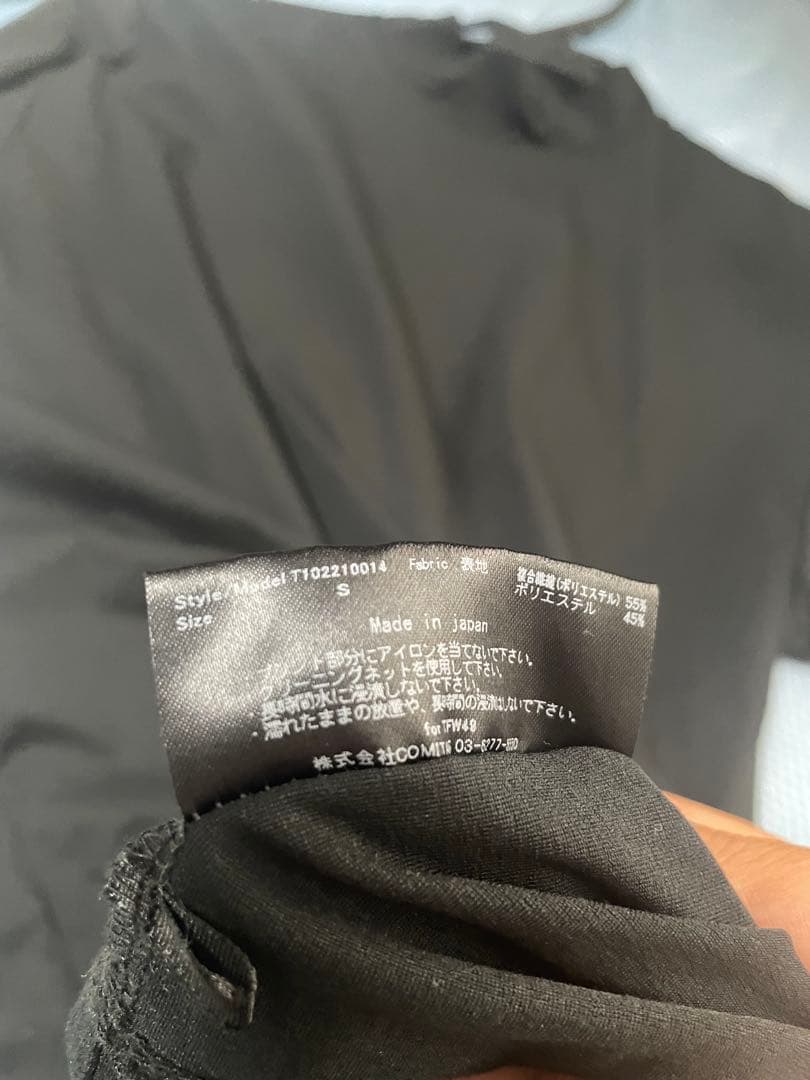 Style, Model T102210014 Fabric 表地 複合繊維(ポリエステル) 55%
Size S ポリエステル 45%
Made in japan
プリント部分にアイロンを当てないで下さい。
クリーニングネットを使用して下さい。
長時間水に浸漬しないで下さい。
・濡れたままの放置や、長時間の浸漬はしないで下さい。
for TFW49
株式会社COMITG 03-